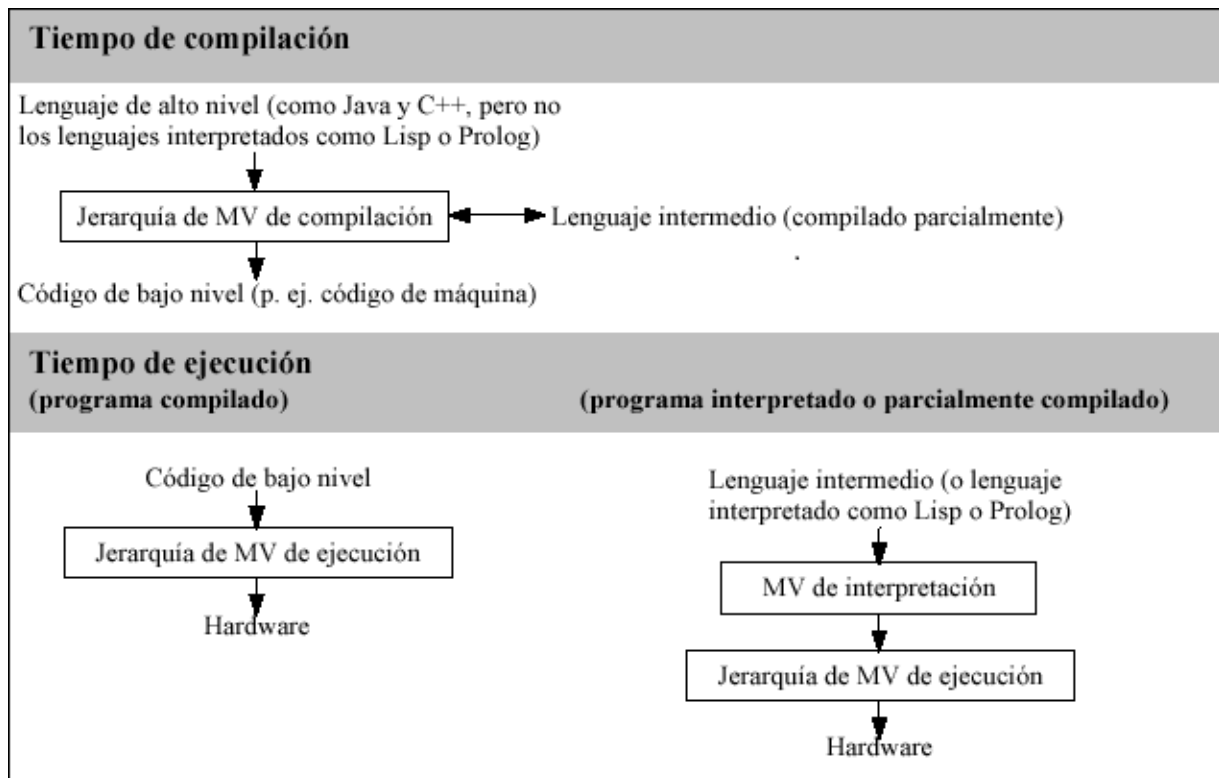 Tiempo de compilación
Lenguaje de alto nivel (como Java y C++, pero no
los lenguajes interpretados como Lisp o Prolog)
Jerarquía de MV de compilación
Lenguaje intermedio (compilado parcialmente)
.
Código de bajo nivel (p. ej. código de máquina)
Tiempo de ejecución
(programa compilado)
(programa interpretado o parcialmente compilado)
Código de bajo nivel
Jerarquía de MV de ejecución
Hardware
Lenguaje intermedio (o lenguaje
interpretado como Lisp o Prolog)
MV de interpretación
Jerarquía de MV de ejecución
Hardware